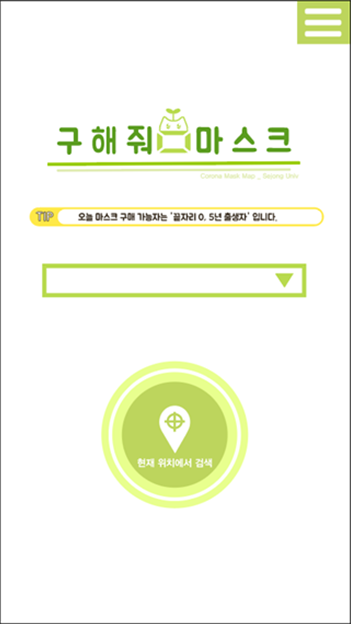 구해줘 마스크
Corona Mask Map _ Sejong Univ
TIP 오늘 마스크 구매 가능자는 '끝자리 0, 5년 출생자' 입니다.
현재 위치에서 검색